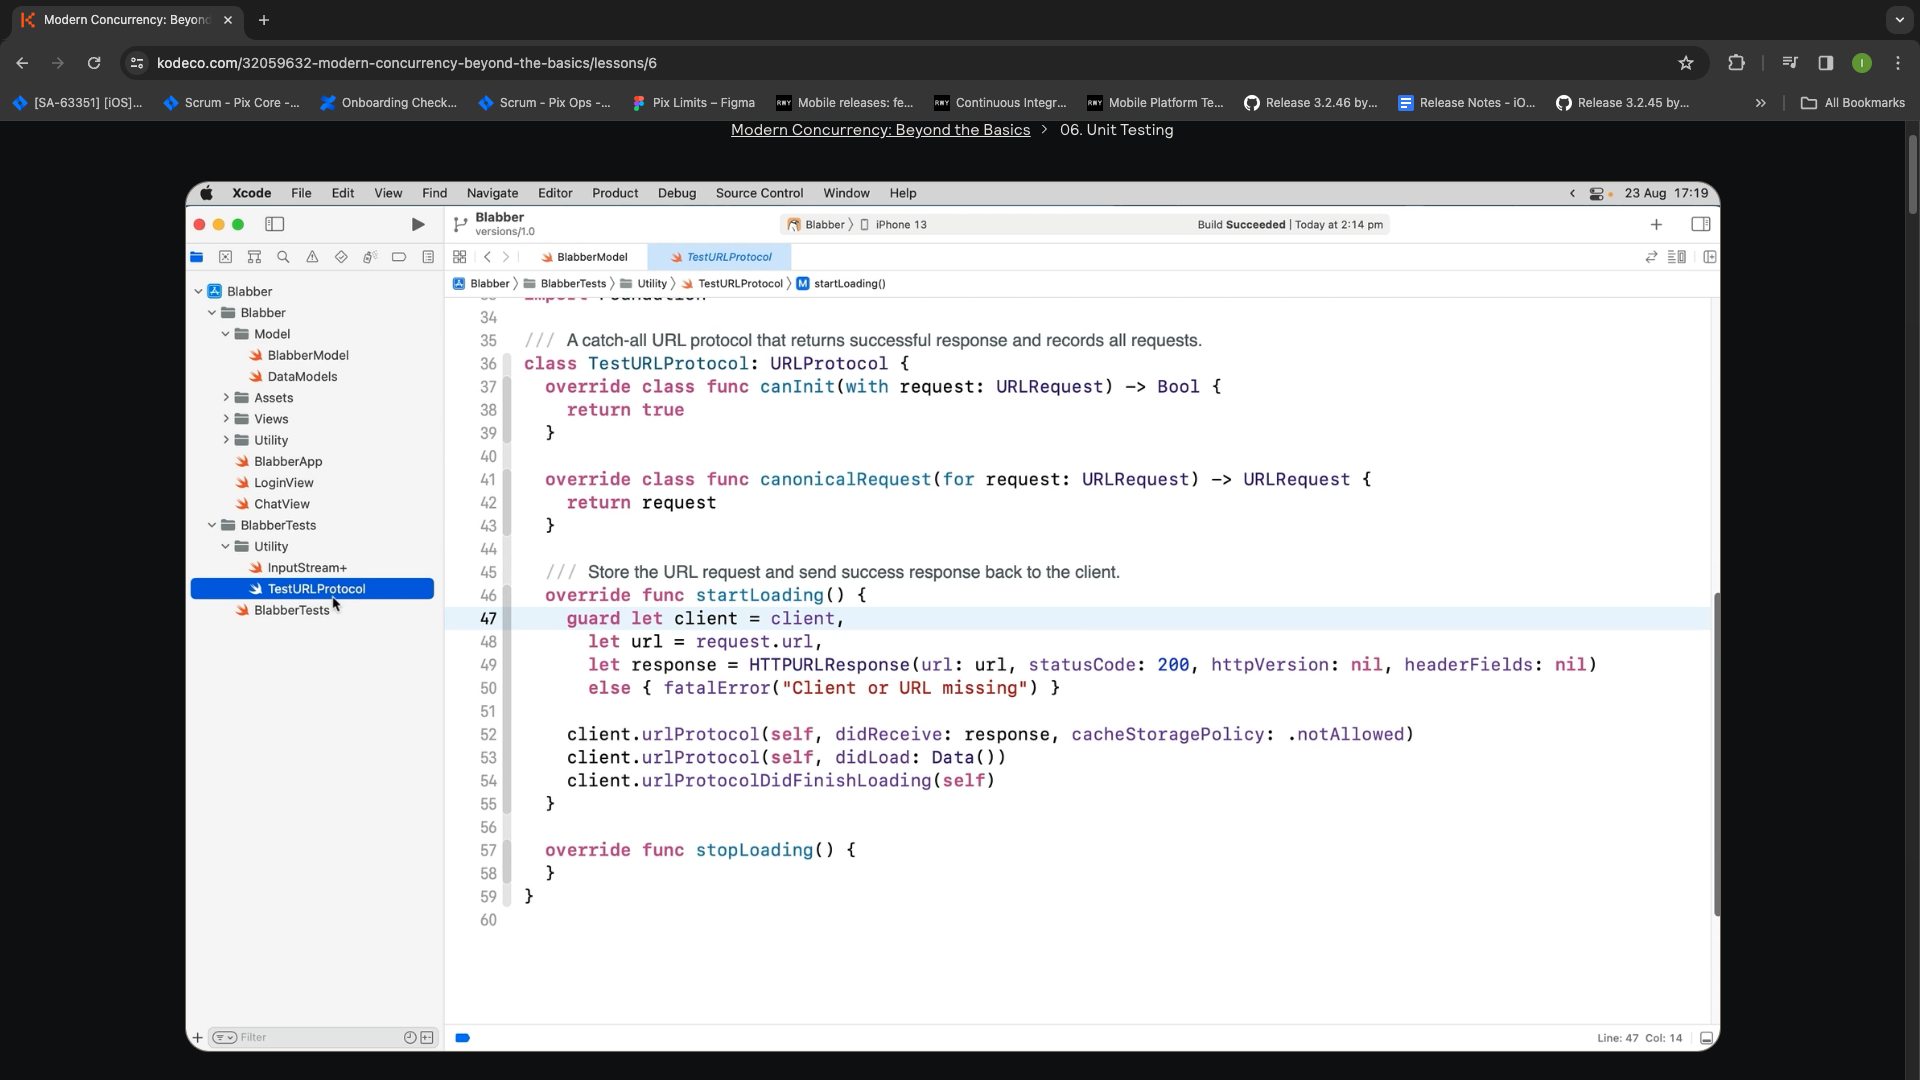 Modern Concurrency: Beyond
kodeco.com/32059632-modern-concurrency-beyond-the-basics/lessons/6
[SA-63351] [iOS]...
Scrum - Pix Core -...
Onboarding Check...
Scrum - Pix Ops -...
Pix Limits – Figma
Mobile releases: fe...
Continuous Integr...
Mobile Platform Te...
Release 3.2.46 by...
Release Notes - iO...
Release 3.2.45 by...
»
All Bookmarks
Modern Concurrency: Beyond the Basics > 06. Unit Testing
Xcode File Edit View Find Navigate Editor Product Debug Source Control Window Help
23 Aug 17:19
Blabber
versions/1.0
Blabber 〉 iPhone 13
Build Succeeded | Today at 2:14 pm
BlabberModel
TestURLProtocol
Blabber 〉 BlabberTests 〉 Utility 〉 TestURLProtocol 〉 M startLoading()
Blabber
Blabber
Model
BlabberModel
DataModels
Assets
Views
Utility
BlabberApp
LoginView
ChatView
BlabberTests
Utility
InputStream+
TestURLProtocol
BlabberTests
Filter
33 import Foundation
34
35 /// A catch-all URL protocol that returns successful response and records all requests.
36 class TestURLProtocol: URLProtocol {
37 override class func canInit(with request: URLRequest) -> Bool {
38 return true
39 }
40
41 override class func canonicalRequest(for request: URLRequest) -> URLRequest {
42 return request
43 }
44
45 /// Store the URL request and send success response back to the client.
46 override func startLoading() {
47 guard let client = client,
48 let url = request.url,
49 let response = HTTPURLResponse(url: url, statusCode: 200, httpVersion: nil, headerFields: nil)
50 else { fatalError("Client or URL missing") }
51
52 client.urlProtocol(self, didReceive: response, cacheStoragePolicy: .notAllowed)
53 client.urlProtocol(self, didLoad: Data())
54 client.urlProtocolDidFinishLoading(self)
55 }
56
57 override func stopLoading() {
58 }
59 }
60
Line: 47 Col: 14